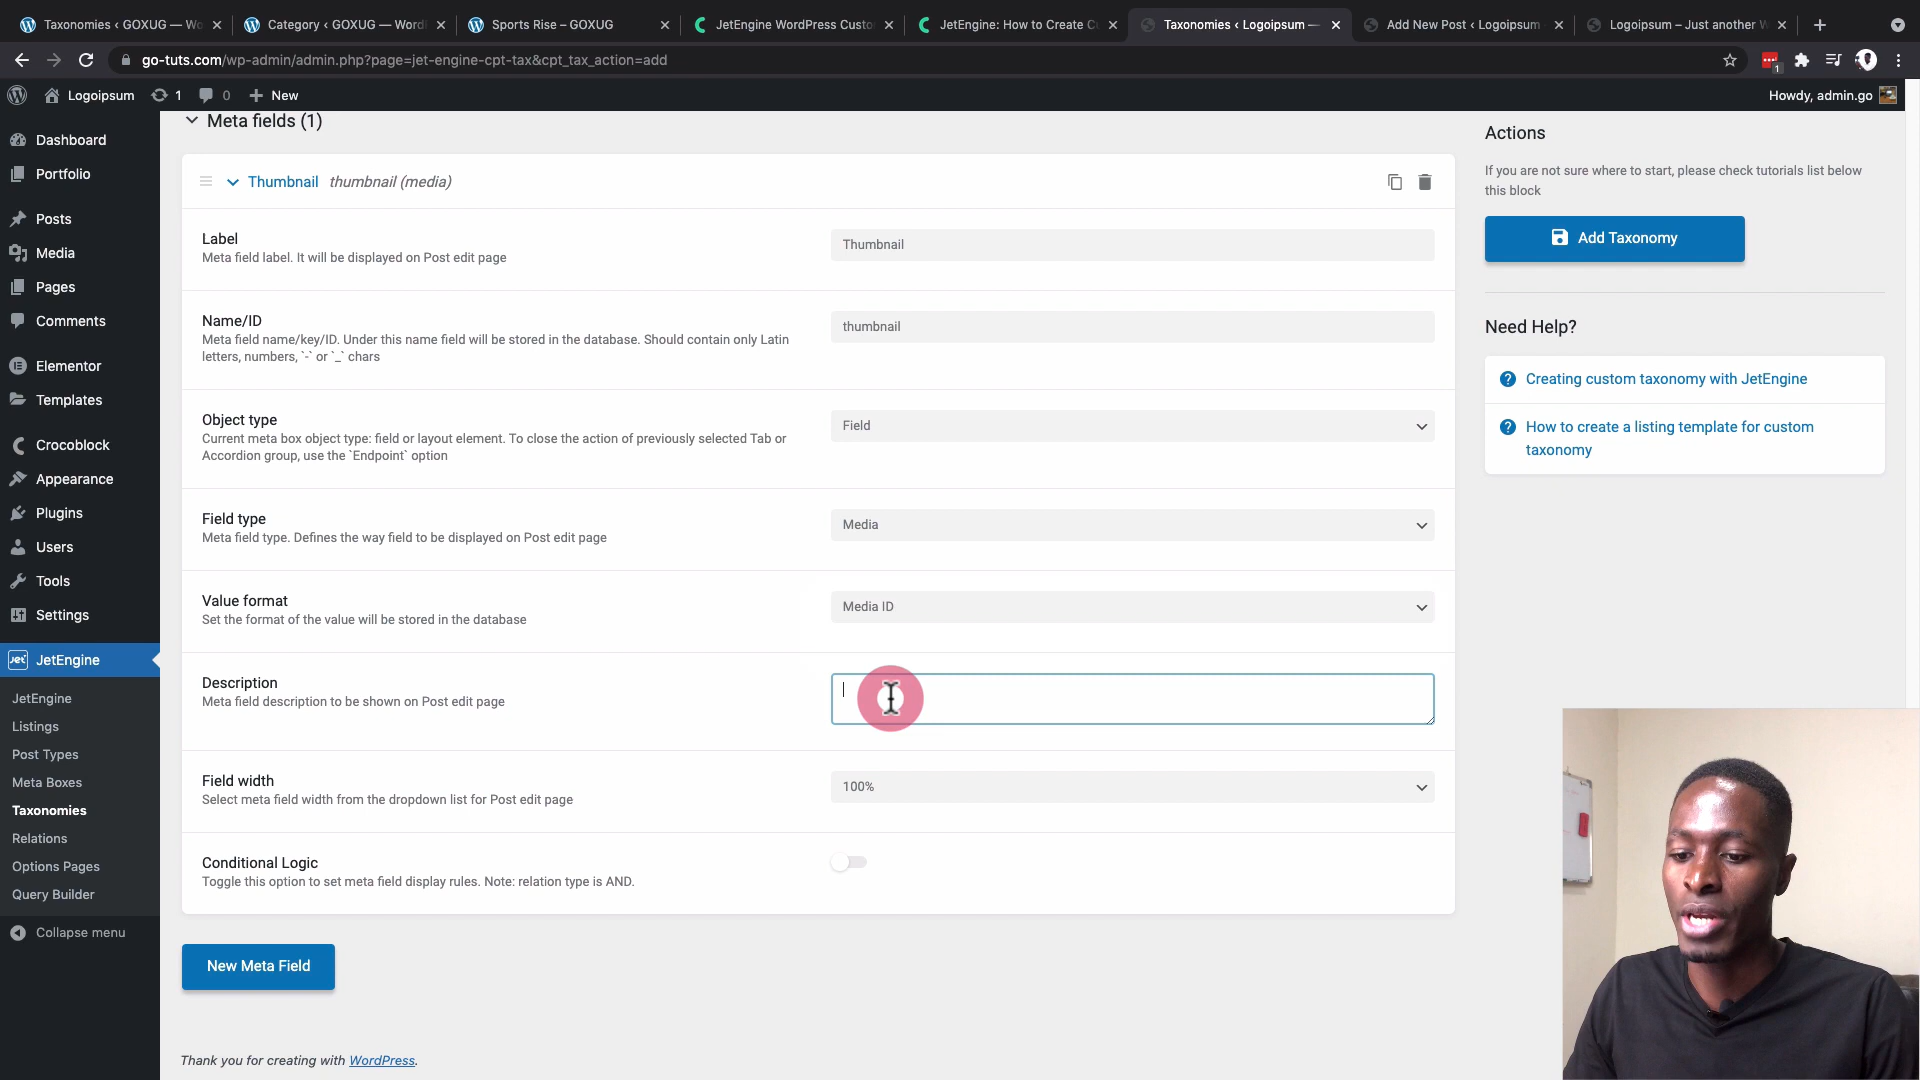 Taxonomies ‹ GOXUG — Wo
Category ‹ GOXUG — Word
Sports Rise – GOXUG
JetEngine WordPress Custo
JetEngine: How to Create C
Taxonomies ‹ Logoipsum —
Add New Post ‹ Logoipsum
Logoipsum – Just another W
go-tuts.com/wp-admin/admin.php?page=jet-engine-cpt-tax&cpt_tax_action=add
1
Logoipsum
1
0
New
Howdy, admin.go
Dashboard
Portfolio
Posts
Media
Pages
Comments
Elementor
Templates
Crocoblock
Appearance
Plugins
Users
Tools
Settings
Jet
JetEngine
JetEngine
Listings
Post Types
Meta Boxes
Taxonomies
Relations
Options Pages
Query Builder
Collapse menu
Meta fields (1)
Thumbnail thumbnail (media)
Label
Meta field label. It will be displayed on Post edit page
Thumbnail
Name/ID
Meta field name/key/ID. Under this name field will be stored in the database. Should contain only Latin
letters, numbers, `-` or `_` chars
thumbnail
Object type
Current meta box object type: field or layout element. To close the action of previously selected Tab or
Accordion group, use the `Endpoint` option
Field
Field type
Meta field type. Defines the way field to be displayed on Post edit page
Media
Value format
Set the format of the value will be stored in the database
Media ID
Description
Meta field description to be shown on Post edit page
Field width
Select meta field width from the dropdown list for Post edit page
100%
Conditional Logic
Toggle this option to set meta field display rules. Note: relation type is AND.
New Meta Field
Thank you for creating with WordPress.
Actions
If you are not sure where to start, please check tutorials list below
this block
Add Taxonomy
Need Help?
Creating custom taxonomy with JetEngine
How to create a listing template for custom
taxonomy